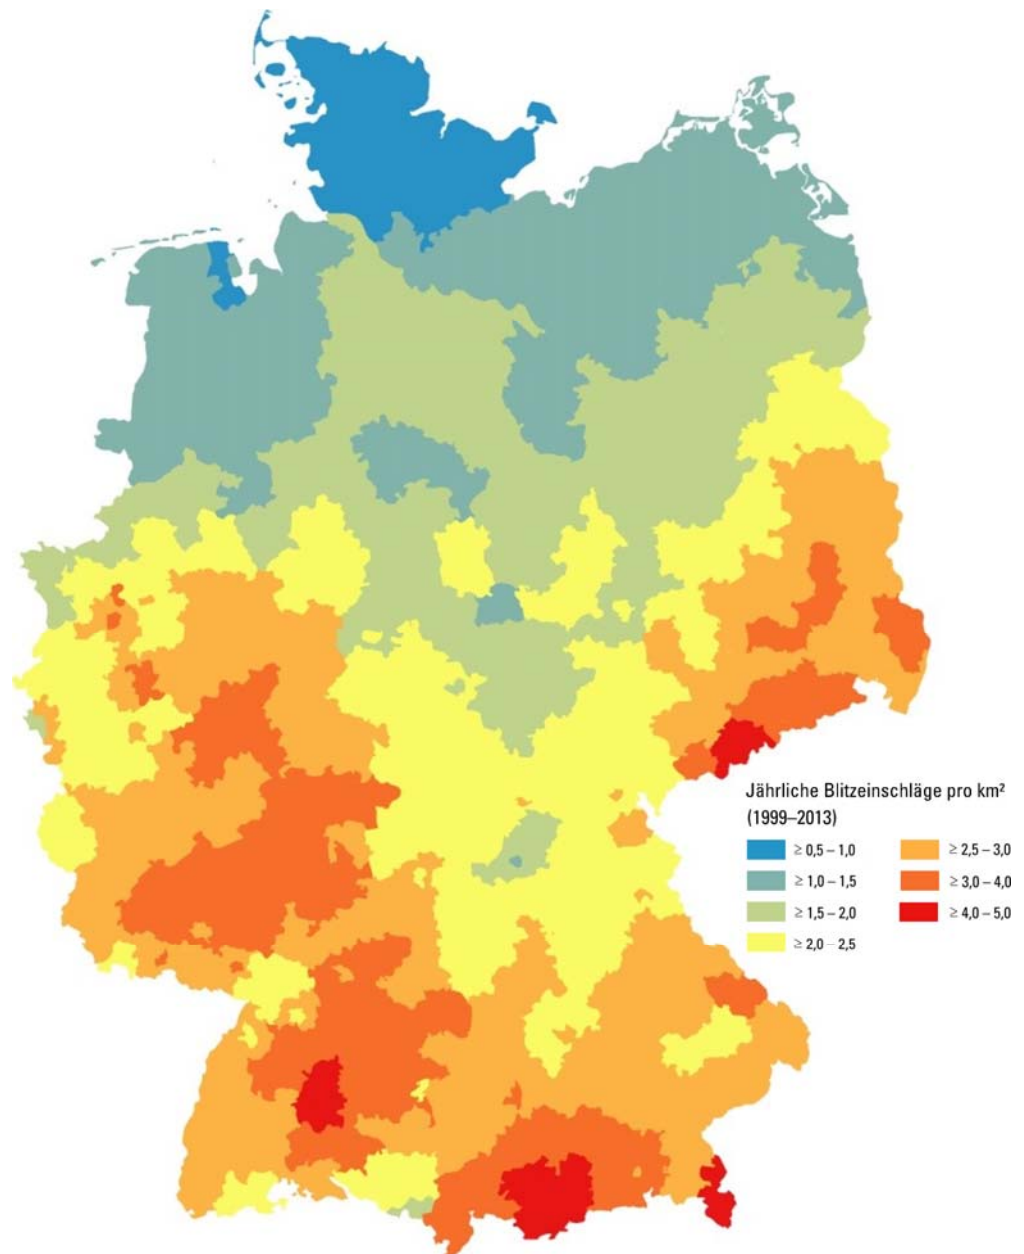 Jährliche Blitzeinschläge pro km²
(1999–2013)
≥ 0,5 – 1,0
≥ 1,0 – 1,5
≥ 1,5 – 2,0
≥ 2,0 – 2,5
≥ 2,5 – 3,0
≥ 3,0 – 4,0
≥ 4,0 – 5,0